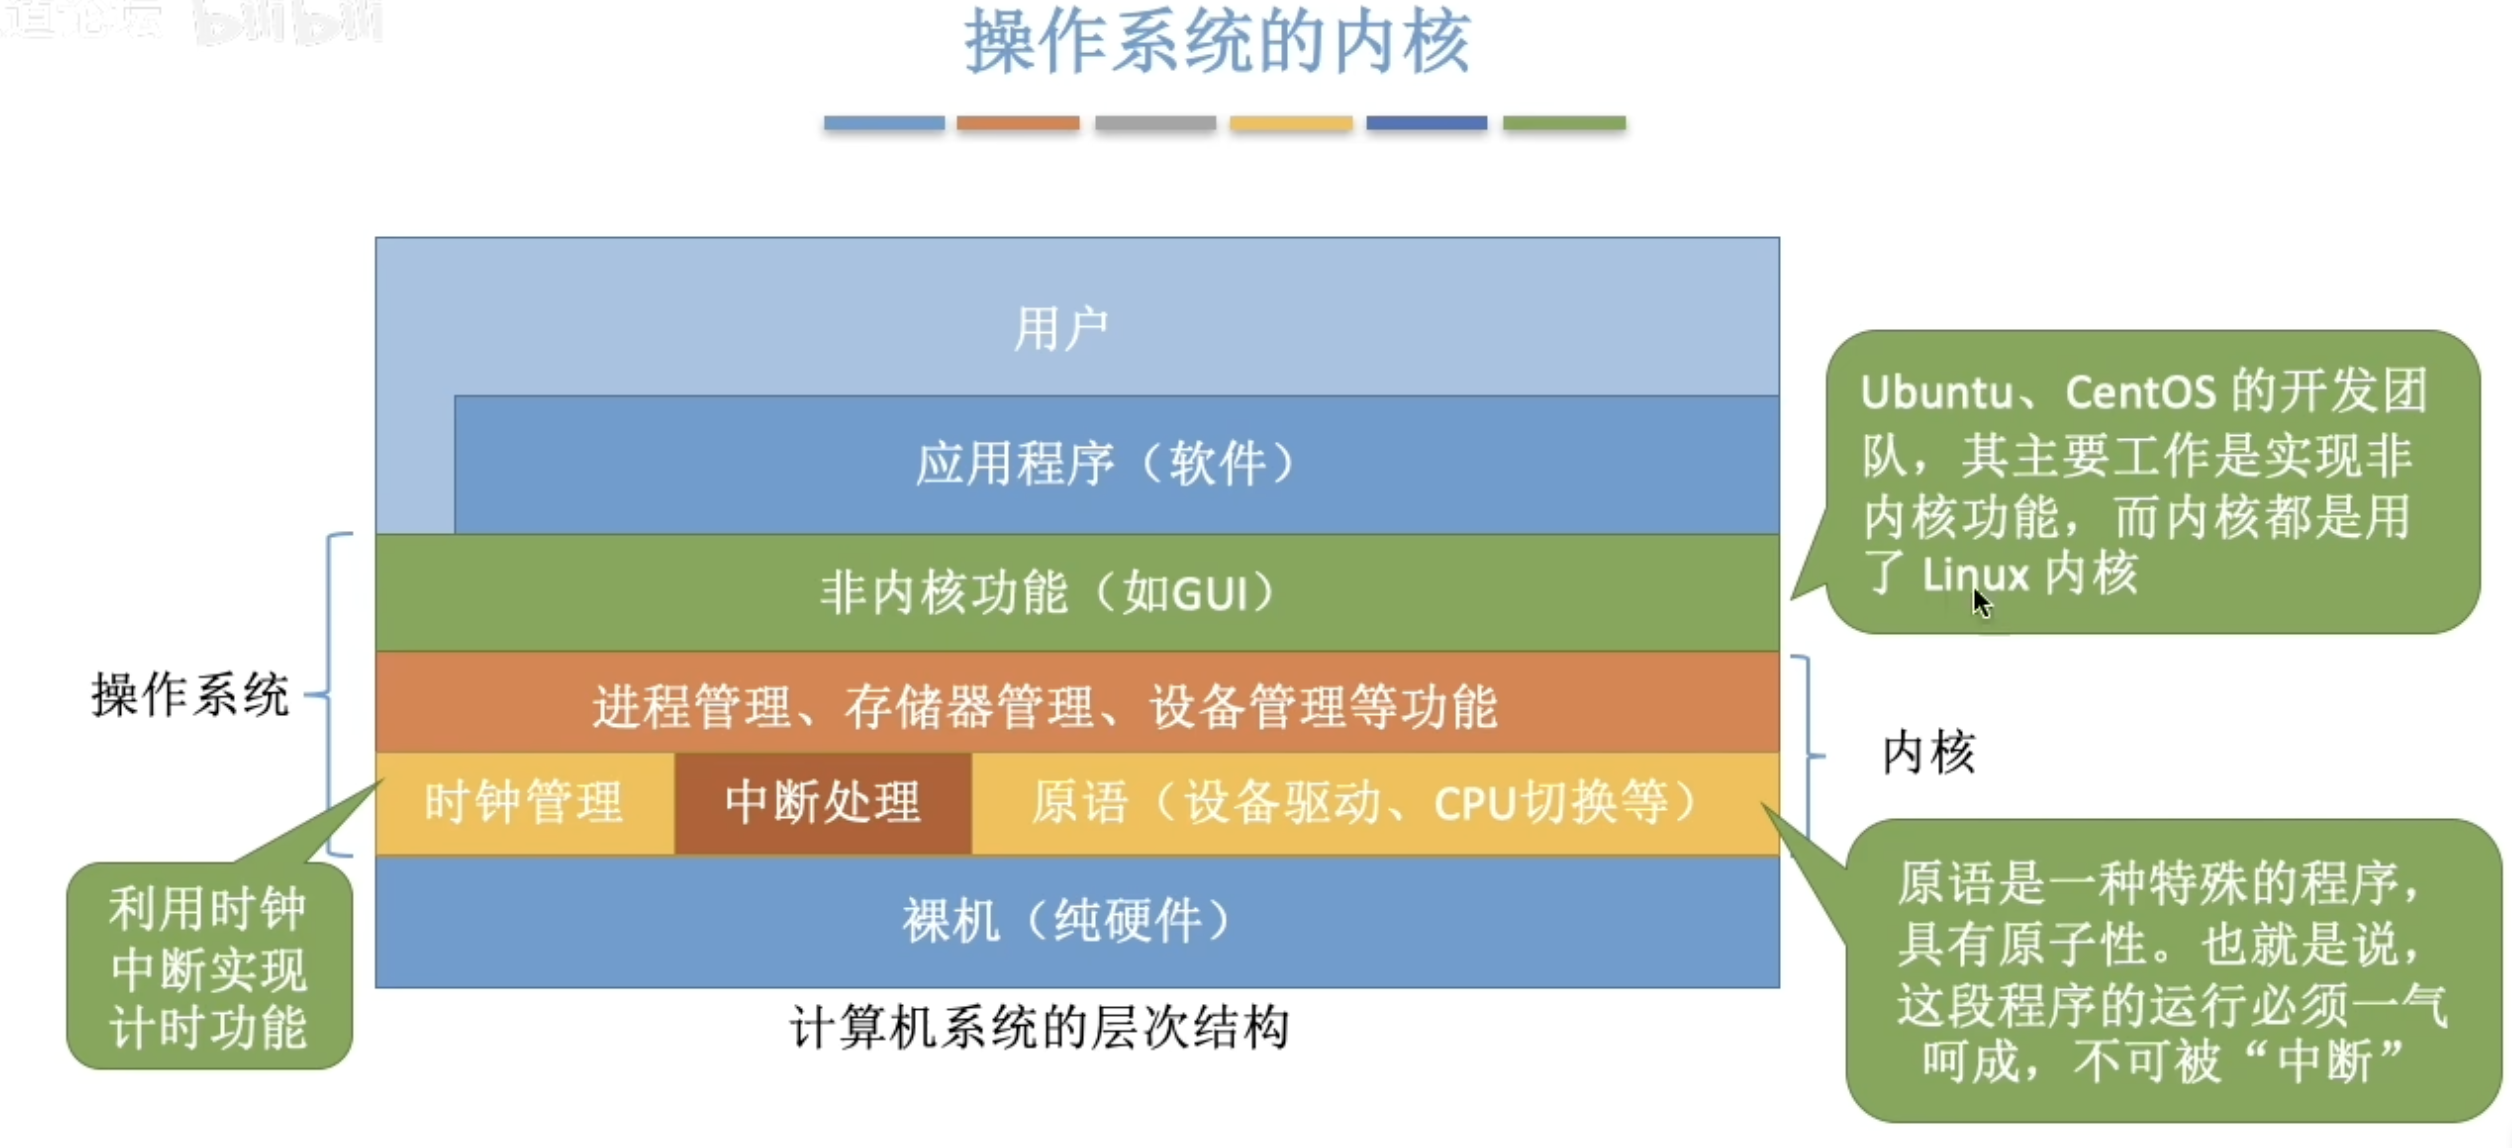 操作系统的内核
用户
应用程序（软件）
Ubuntu、CentOS 的开发团
队，其主要工作是实现非
内核功能，而内核都是用
了 Linux 内核
非内核功能（如GUI）
操作系统
进程管理、存储器管理、设备管理等功能
内核
时钟管理
中断处理
原语（设备驱动、CPU切换等）
利用时钟
中断实现
计时功能
裸机（纯硬件）
原语是一种特殊的程序，
具有原子性。也就是说，
这段程序的运行必须一气
呵成，不可被“中断”
计算机系统的层次结构
bilibili